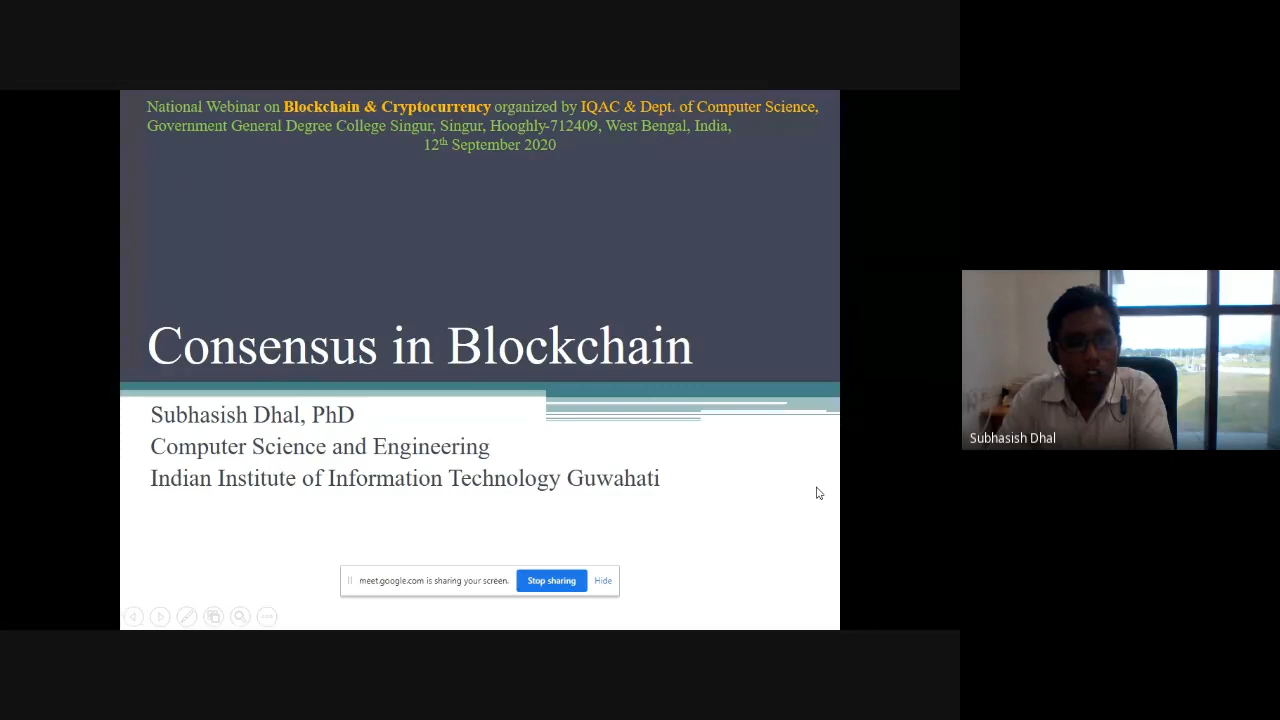 National Webinar on Blockchain & Cryptocurrency organized by IQAC & Dept. of Computer Science,
Government General Degree College Singur, Singur, Hooghly-712409, West Bengal, India,
12th September 2020
Consensus in Blockchain
Subhasish Dhal, PhD
Computer Science and Engineering
Indian Institute of Information Technology Guwahati
Subhasish Dhal
meet.google.com is sharing your screen. Stop sharing Hide